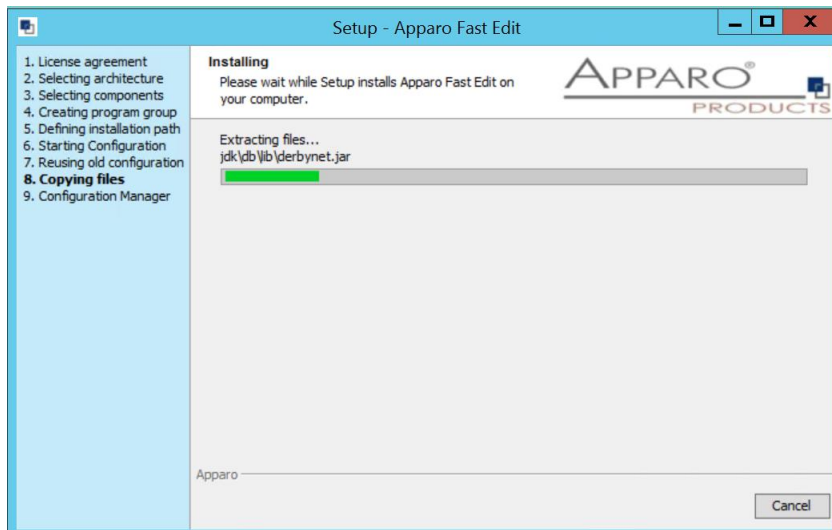 Setup - Apparo Fast Edit
1. License agreement
2. Selecting architecture
3. Selecting components
4. Creating program group
5. Defining installation path
6. Starting Configuration
7. Reusing old configuration
8. Copying files
9. Configuration Manager
Installing
Please wait while Setup installs Apparo Fast Edit on
your computer.
APPARO®
PRODUCTS
Extracting files...
jdk\db\lib\derbynet.jar
Apparo
Cancel